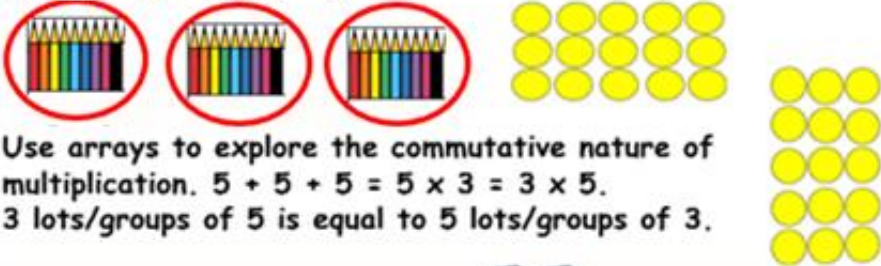 Use arrays to explore the commutative nature of
multiplication. 5 + 5 + 5 = 5 x 3 = 3 x 5.
3 lots/groups of 5 is equal to 5 lots/groups of 3.